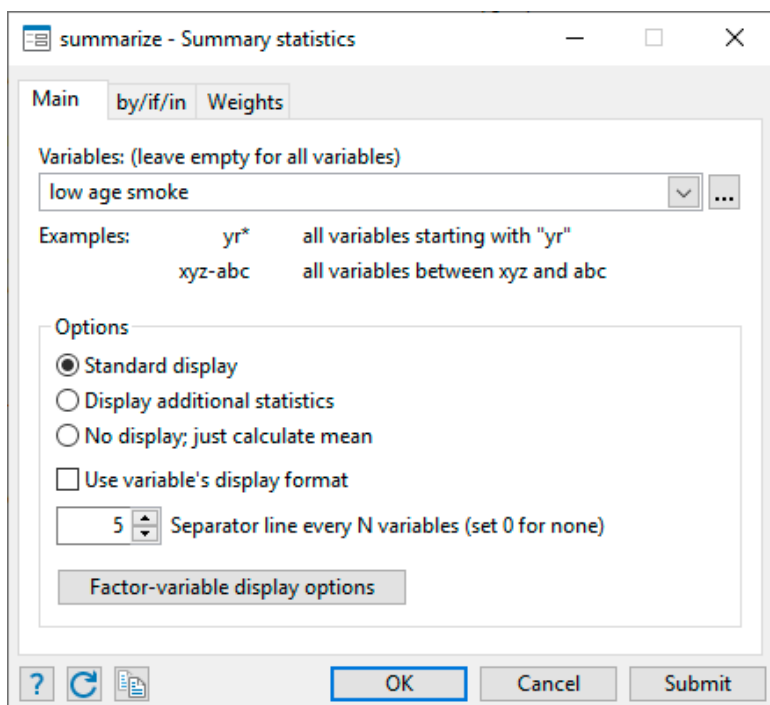 summarize - Summary statistics
Main by/if/in Weights
Variables: (leave empty for all variables)
low age smoke
...
Examples: yr* all variables starting with "yr"
xyz-abc all variables between xyz and abc
Options
Standard display
Display additional statistics
No display; just calculate mean
Use variable's display format
5 Separator line every N variables (set 0 for none)
Factor-variable display options
? OK Cancel Submit